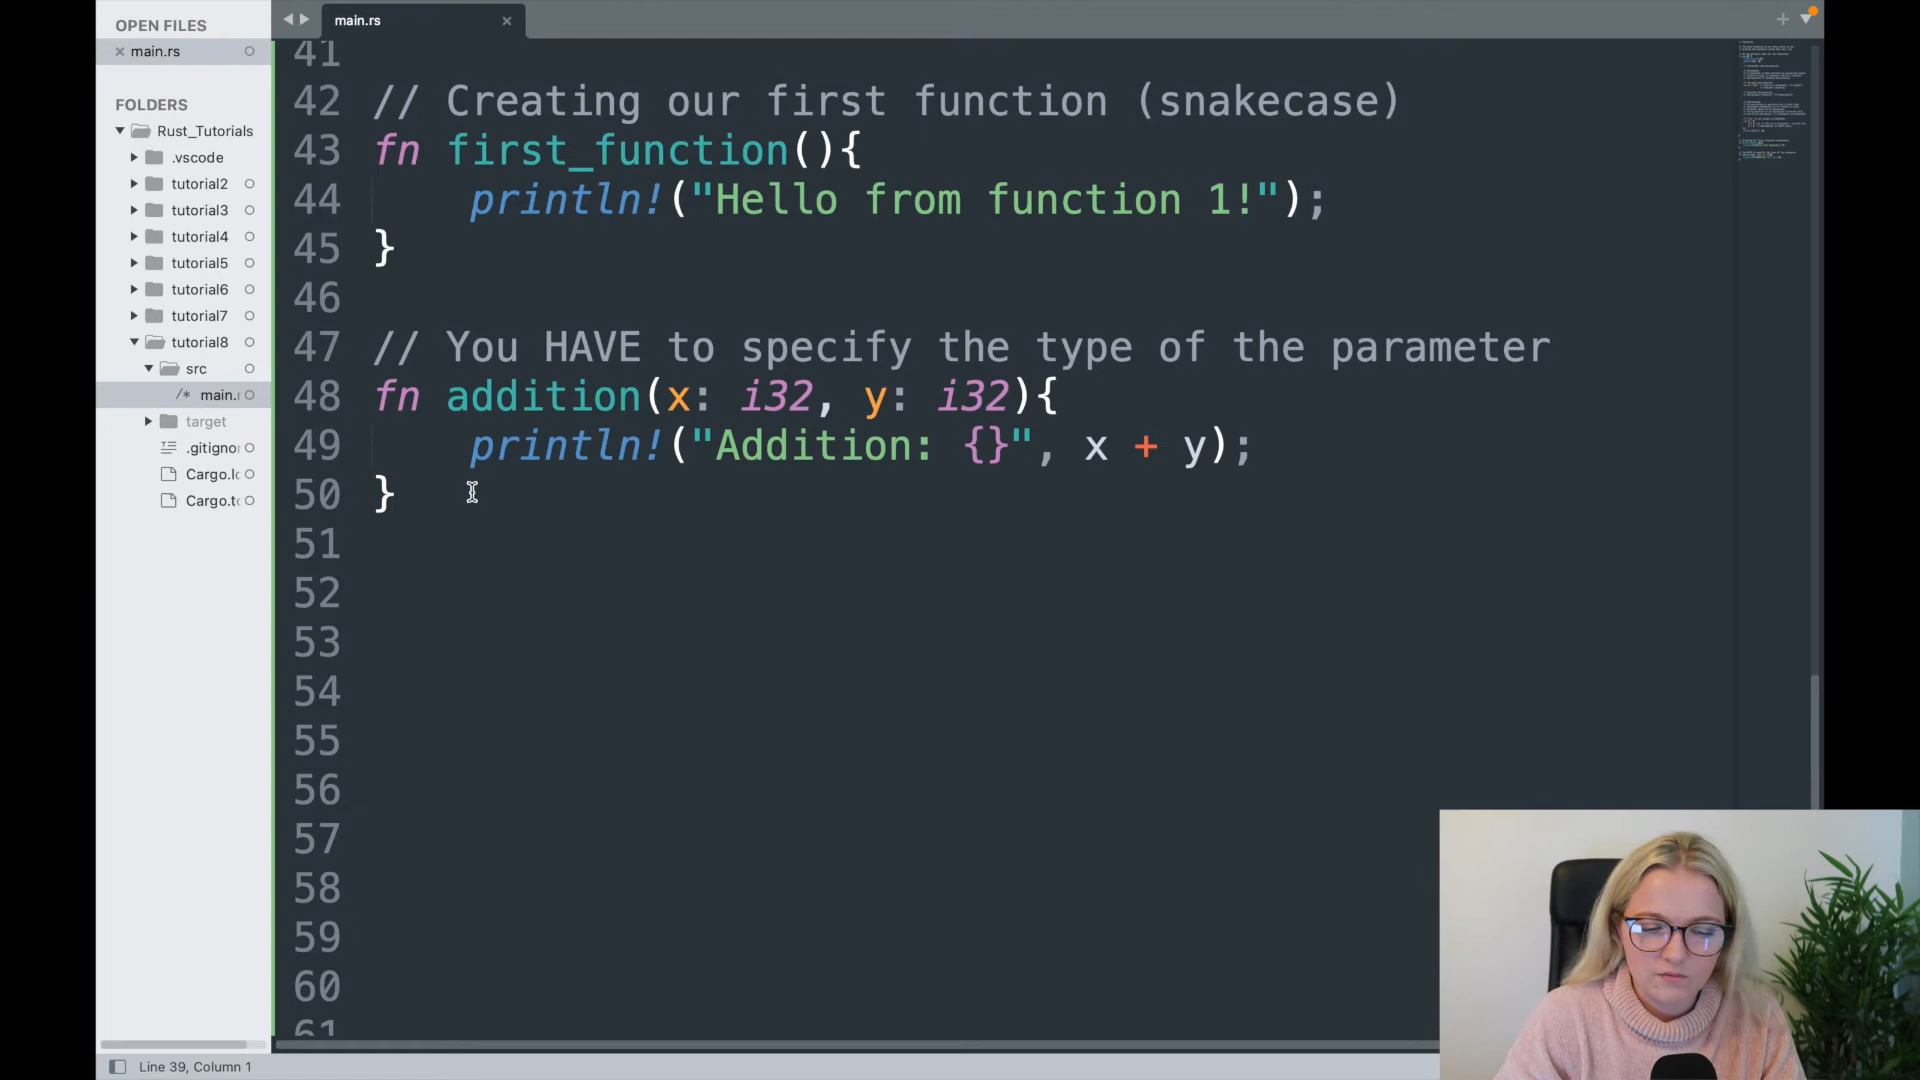 OPEN FILES
main.rs
FOLDERS
Rust_Tutorials
.vscode
tutorial2
tutorial3
tutorial4
tutorial5
tutorial6
tutorial7
tutorial8
src
/* main.
target
.gitigno
Cargo.l
Cargo.t
main.rs
41
42 // Creating our first function (snakecase)
43 fn first_function(){
44 println!("Hello from function 1!");
45 }
46
47 // You HAVE to specify the type of the parameter
48 fn addition(x: i32, y: i32){
49 println!("Addition: {}", x + y);
50 }
51
52
53
54
55
56
57
58
59
60
61
Line 39, Column 1